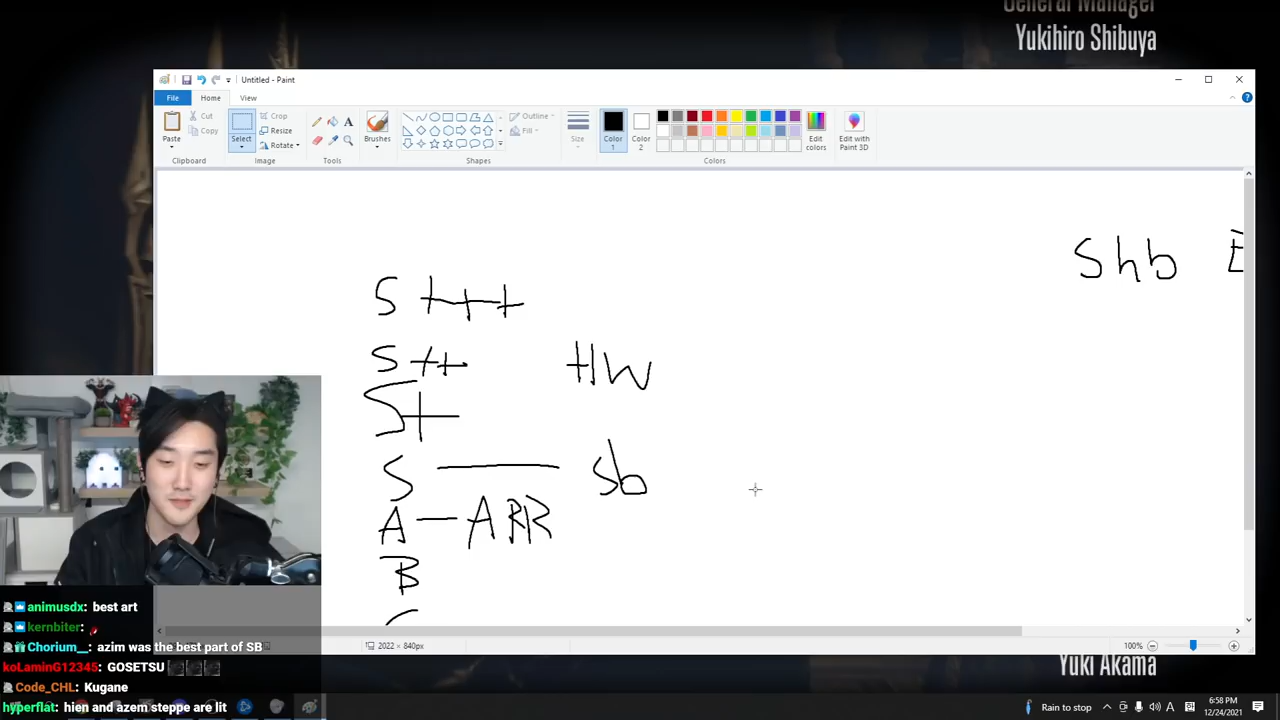 General Manager
Yukihiro Shibuya
Untitled - Paint
File Home View
Paste
Cut
Copy
Clipboard
Select
Crop
Resize
Rotate
Image
Tools
Brushes
Outline
Fill
Shapes
Size
Color 1
Color 2
Edit colors
Colors
Edit with Paint 3D
Shb E
S+++
S++ HW
S+
S — Sb
A — ARR
B
2022 × 840px
100%
Yuki Akama
animusdx: best art
kernbiter:
Chorium__: azim was the best part of SB
koLaminG12345: GOSETSU
Code_CHL: Kugane
hyperflat: hien and azem steppe are lit
Rain to stop
A
6:58 PM
12/24/2021